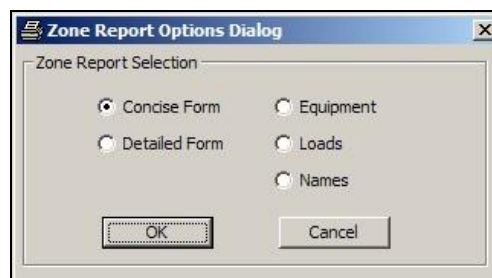 Zone Report Options Dialog
Zone Report Selection
Concise Form Equipment
Detailed Form Loads
Names
OK Cancel